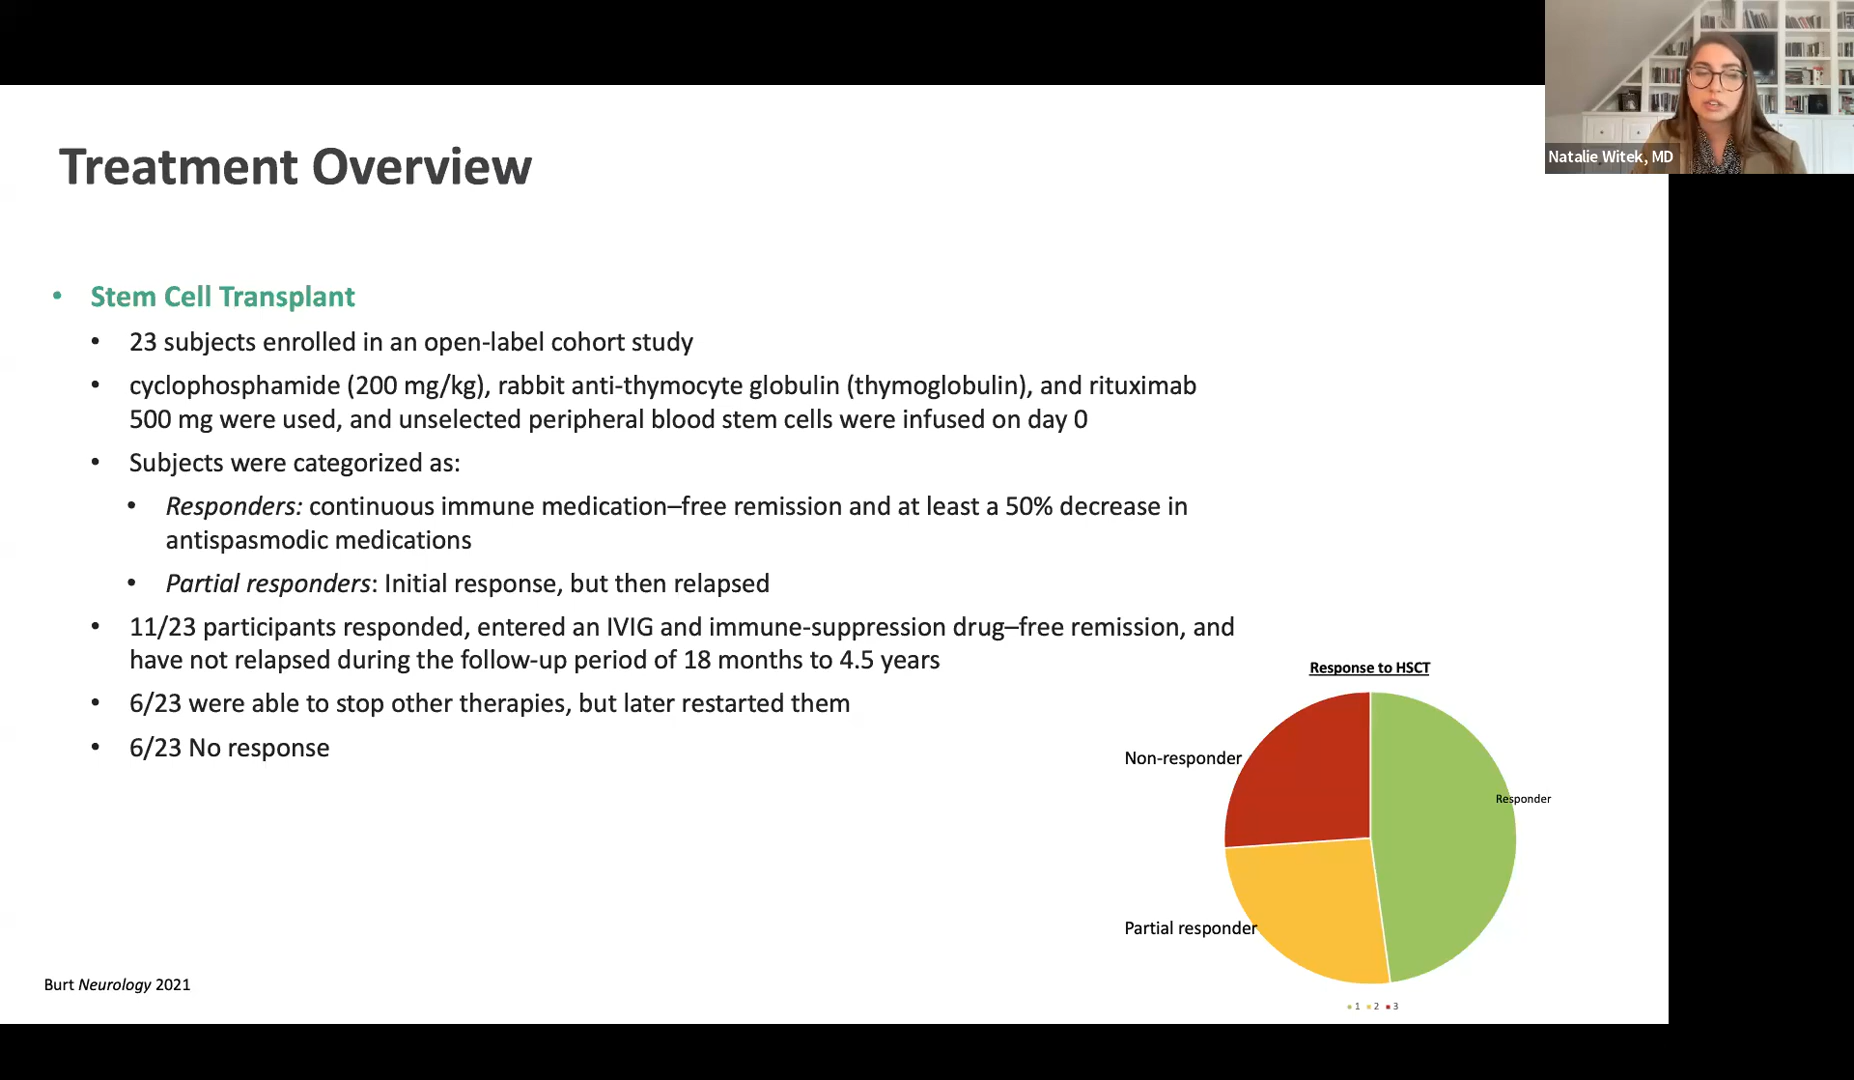 Natalie Witek, MD
Treatment Overview
• Stem Cell Transplant
• 23 subjects enrolled in an open-label cohort study
• cyclophosphamide (200 mg/kg), rabbit anti-thymocyte globulin (thymoglobulin), and rituximab
500 mg were used, and unselected peripheral blood stem cells were infused on day 0
• Subjects were categorized as:
• Responders: continuous immune medication–free remission and at least a 50% decrease in
antispasmodic medications
• Partial responders: Initial response, but then relapsed
• 11/23 participants responded, entered an IVIG and immune-suppression drug–free remission, and
have not relapsed during the follow-up period of 18 months to 4.5 years
• 6/23 were able to stop other therapies, but later restarted them
• 6/23 No response
Response to HSCT
Non-responder
Responder
Partial responder
1 2 3
Burt Neurology 2021